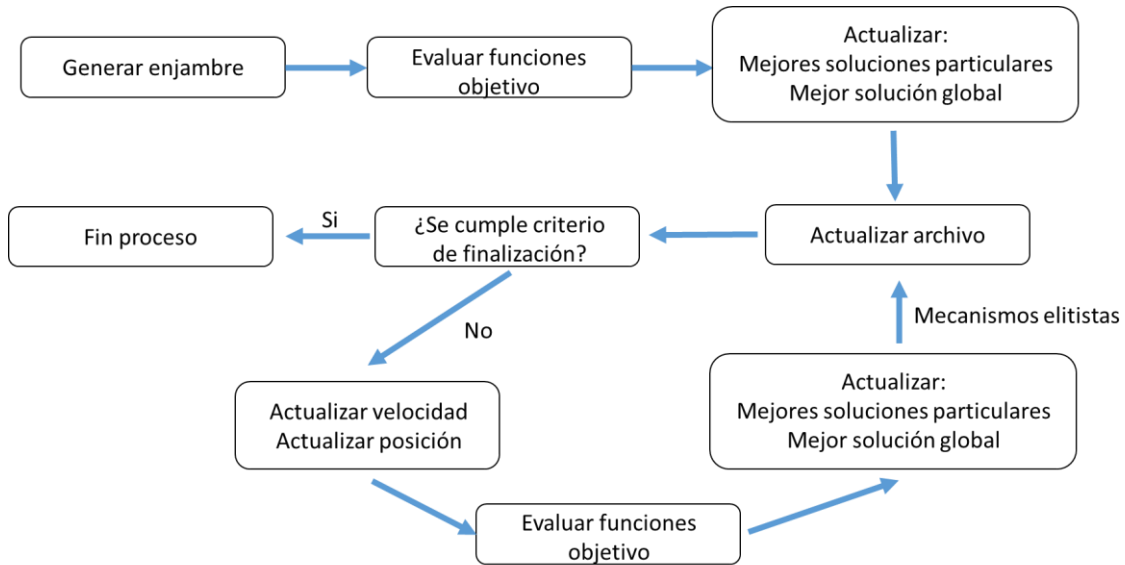 Generar enjambre
Evaluar funciones
objetivo
Actualizar:
Mejores soluciones particulares
Mejor solución global
Fin proceso
Si
¿Se cumple criterio
de finalización?
Actualizar archivo
No
Mecanismos elitistas
Actualizar velocidad
Actualizar posición
Actualizar:
Mejores soluciones particulares
Mejor solución global
Evaluar funciones
objetivo